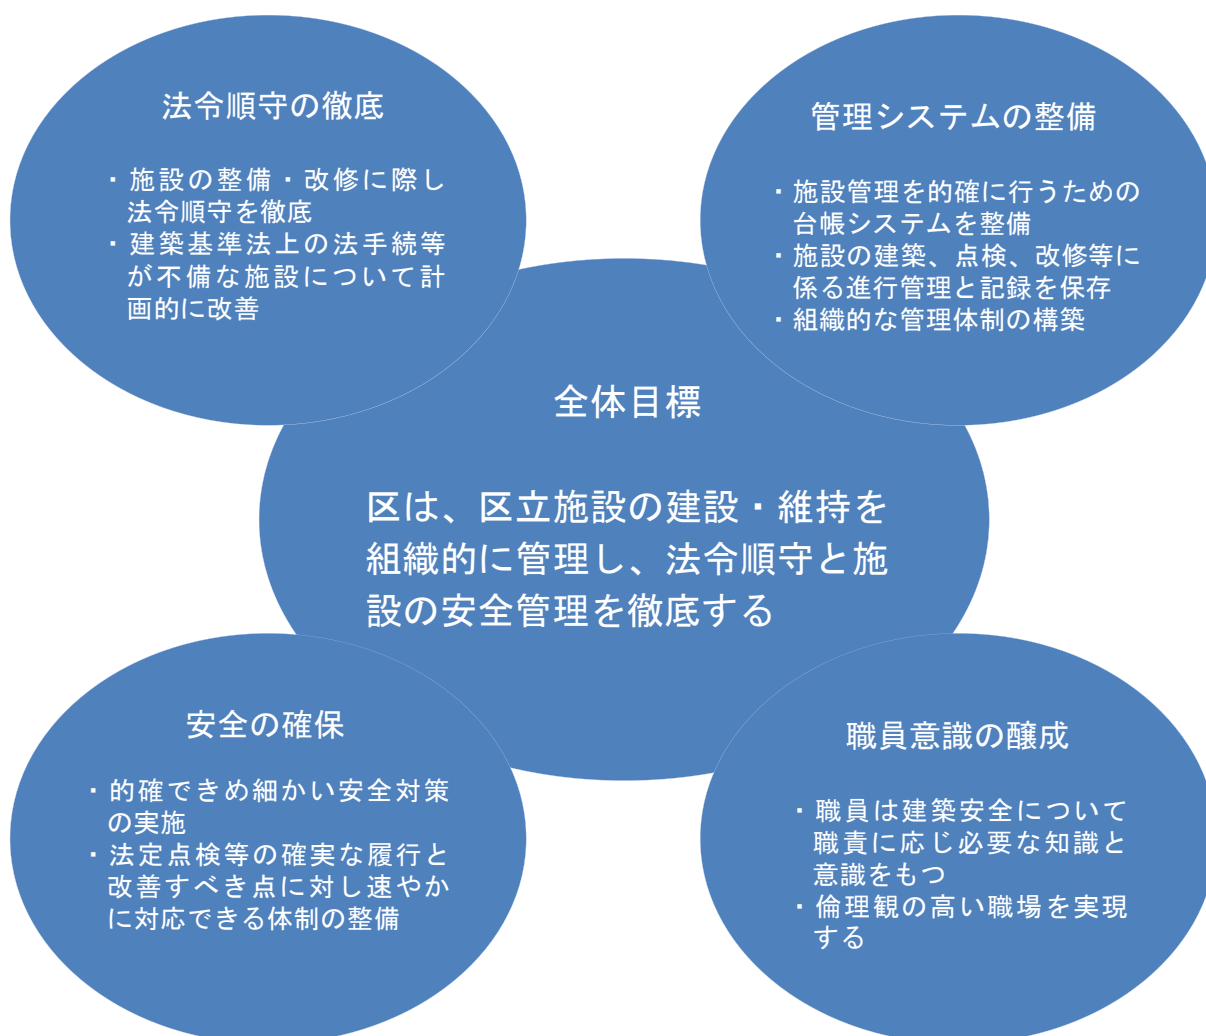 法令順守の徹底
・施設の整備・改修に際し
法令順守を徹底
・建築基準法上の法手続等
が不備な施設について計
画的に改善
管理システムの整備
・施設管理を的確に行うための
台帳システムを整備
・施設の建築、点検、改修等に
係る進行管理と記録を保存
・組織的な管理体制の構築
全体目標
区は、区立施設の建設・維持を
組織的に管理し、法令順守と施
設の安全管理を徹底する
安全の確保
・的確できめ細かい安全対策
の実施
・法定点検等の確実な履行と
改善すべき点に対し速やか
に対応できる体制の整備
職員意識の醸成
・職員は建築安全について
職責に応じ必要な知識と
意識をもつ
・倫理観の高い職場を実現
する